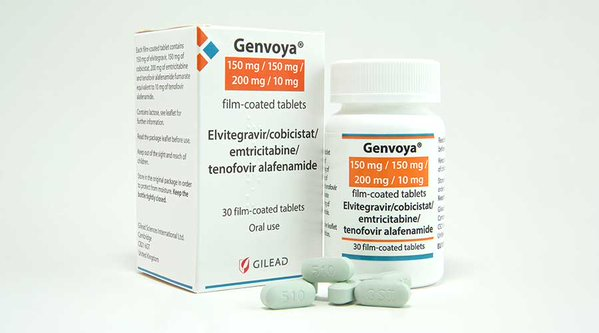 Each film-coated tablet contains
150 mg of elvitegravir, 150 mg of
cobicistat, 200 mg of emtricitabine
and tenofovir alafenamide fumarate
equivalent to 10 mg of tenofovir
alafenamide.
Contains lactose, see leaflet for
further information.
Read the package leaflet before use.
Keep out of the sight and reach of
children.
Store in the original package in order
to protect from moisture. Keep the
bottle tightly closed.
Gilead Sciences International Ltd.
Cambridge
CB21 6GT
United Kingdom
Genvoya®
150 mg / 150 mg /
200 mg / 10 mg
film-coated tablets
Elvitegravir/cobicistat/
emtricitabine/
tenofovir alafenamide
30 film-coated tablets
Oral use
GILEAD
Genvoya®
150 mg / 150 mg /
200 mg / 10 mg
film-coated tablets
Elvitegravir/cobicistat/
emtricitabine/
tenofovir alafenamide
30 film-coated tablets
510
510
GSI